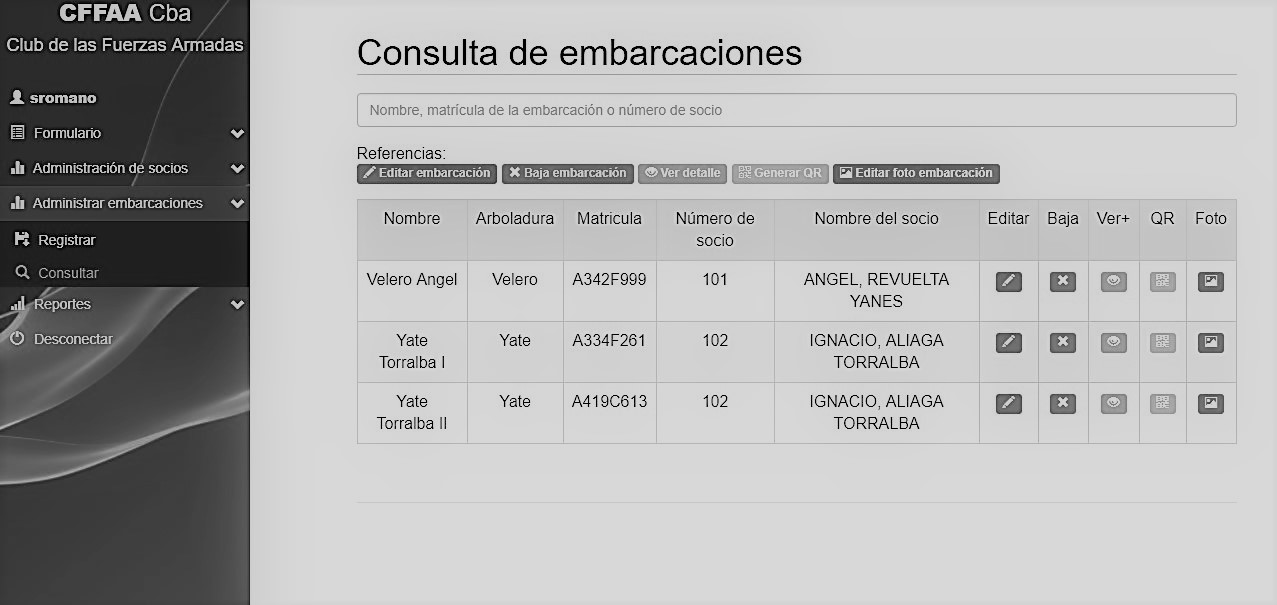 CFFAA Cba
Club de las Fuerzas Armadas
sromano
Formulario
Administración de socios
Administrar embarcaciones
Registrar
Consultar
Reportes
Desconectar
Consulta de embarcaciones
Nombre, matrícula de la embarcación o número de socio
Referencias:
Editar embarcación Baja embarcación Ver detalle Generar QR Editar foto embarcación
Nombre Arboladura Matricula Número de socio Nombre del socio Editar Baja Ver+ QR Foto
Velero Angel Velero A342F999 101 ANGEL, REVUELTA YANES
Yate Torralba I Yate A334F261 102 IGNACIO, ALIAGA TORRALBA
Yate Torralba II Yate A419C613 102 IGNACIO, ALIAGA TORRALBA